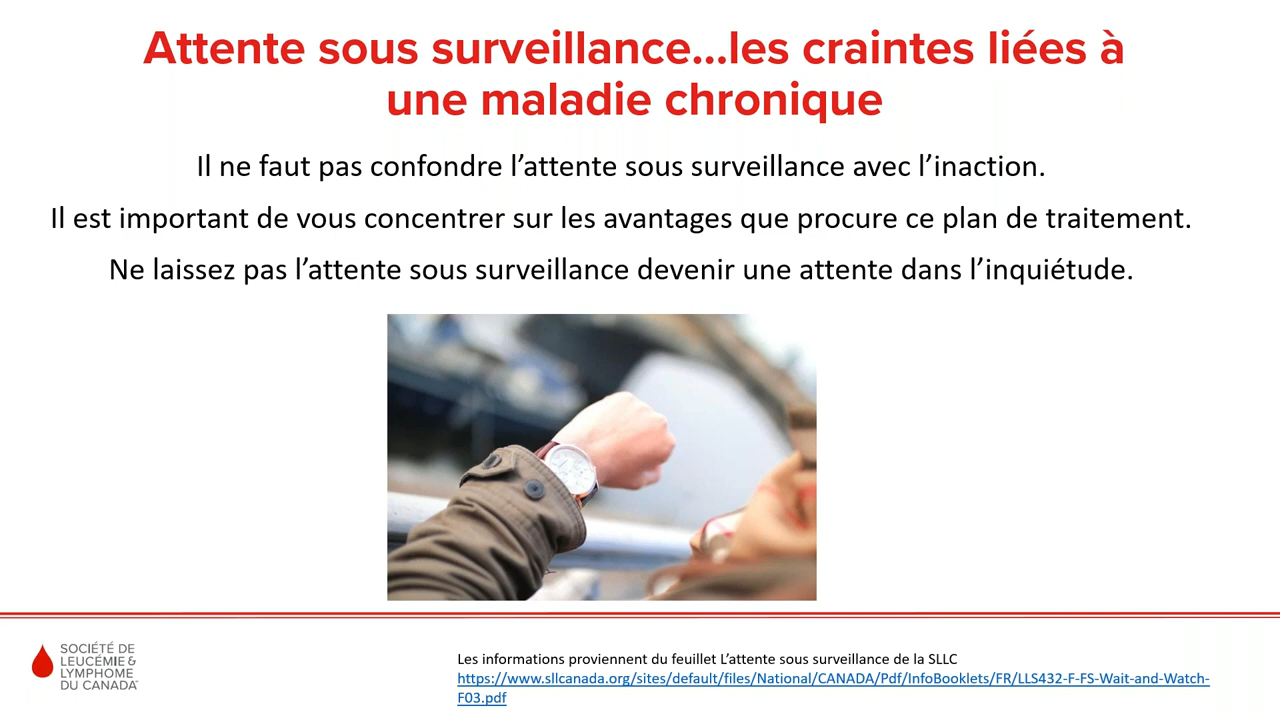 Attente sous surveillance...les craintes liées à
une maladie chronique
Il ne faut pas confondre l’attente sous surveillance avec l’inaction.
Il est important de vous concentrer sur les avantages que procure ce plan de traitement.
Ne laissez pas l’attente sous surveillance devenir une attente dans l’inquiétude.
SOCIÉTÉ DE
LEUCÉMIE &
LYMPHOME
DU CANADA
Les informations proviennent du feuillet L’attente sous surveillance de la SLLC
https://www.sllcanada.org/sites/default/files/National/CANADA/Pdf/InfoBooklets/FR/LLS432-F-FS-Wait-and-Watch-
F03.pdf